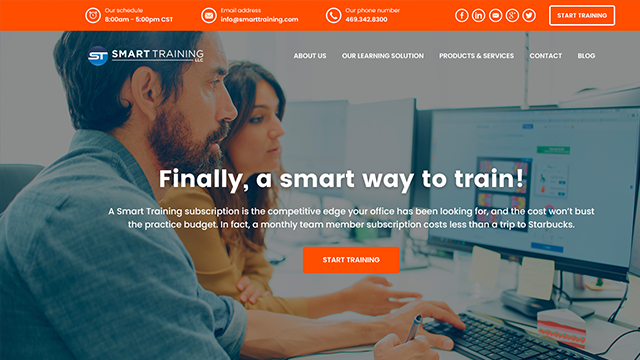 Our schedule
8:00am - 5:00pm CST
Email address
info@smarttraining.com
Our phone number
469.342.8300
START TRAINING
ST SMART TRAINING
LLC
ABOUT US
OUR LEARNING SOLUTION
PRODUCTS & SERVICES
CONTACT
BLOG
Finally, a smart way to train!
A Smart Training subscription is the competitive edge your office has been looking for, and the cost won't bust
the practice budget. In fact, a monthly team member subscription costs less than a trip to Starbucks.
START TRAINING